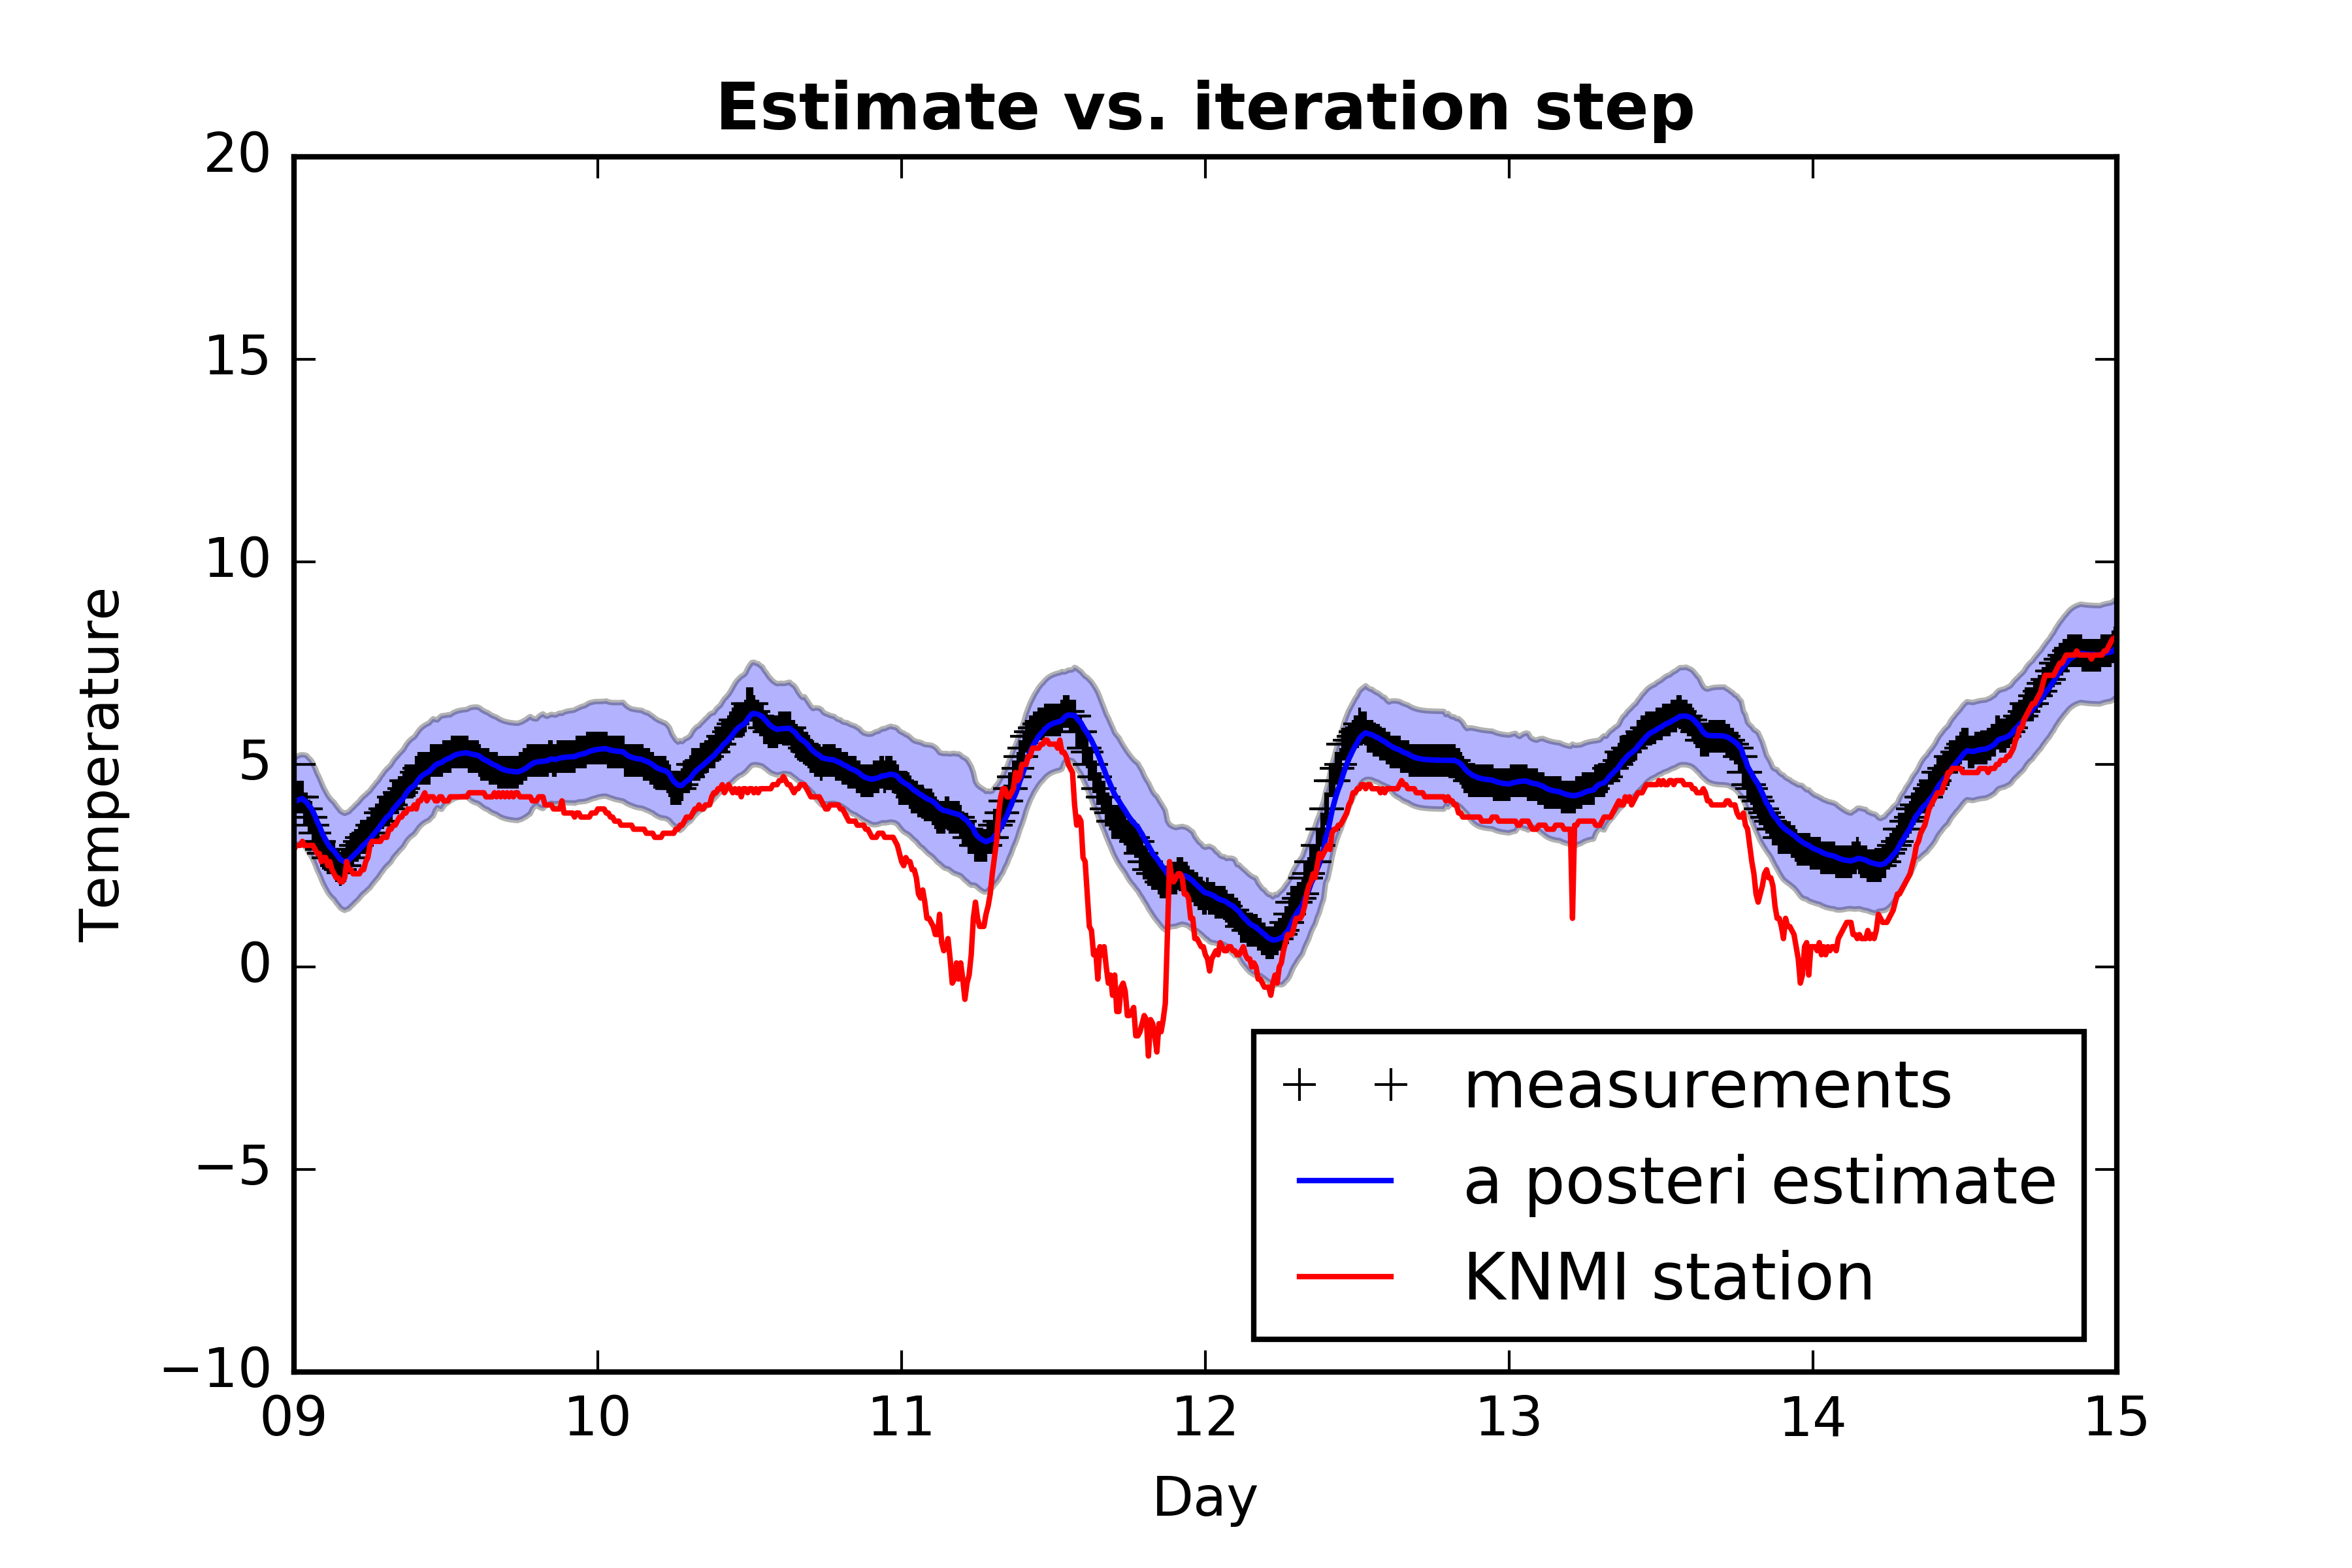 Estimate vs. iteration step
20
15
10
5
0
−5
−10
Temperature
measurements
a posteri estimate
KNMI station
09 10 11 12 13 14 15
Day